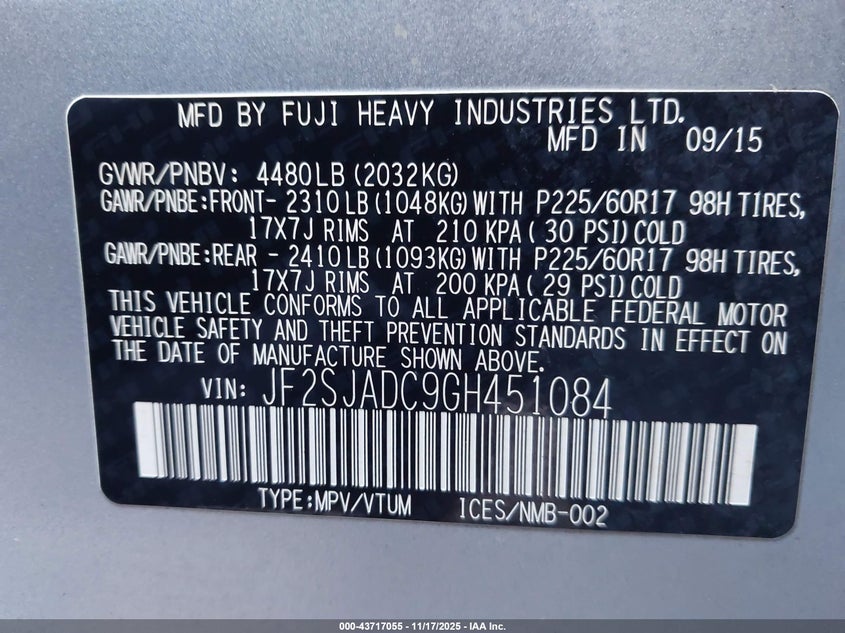 MFD BY FUJI HEAVY INDUSTRIES LTD.
MFD IN 09/15
GVWR/PNBV: 4480LB (2032KG)
GAWR/PNBE:FRONT- 2310LB (1048KG) WITH P225/60R17 98H TIRES,
17X7J RIMS AT 210 KPA ( 30 PSI) COLD
GAWR/PNBE:REAR - 2410LB (1093KG) WITH P225/60R17 98H TIRES,
17X7J RIMS AT 200 KPA ( 29 PSI) COLD
THIS VEHICLE CONFORMS TO ALL APPLICABLE FEDERAL MOTOR
VEHICLE SAFETY AND THEFT PREVENTION STANDARDS IN EFFECT ON
THE DATE OF MANUFACTURE SHOWN ABOVE.
VIN: JF2SJADC9GH451084
TYPE:MPV/VTUM ICES/NMB-002
000-43717055 - 11/17/2025 - IAA Inc.